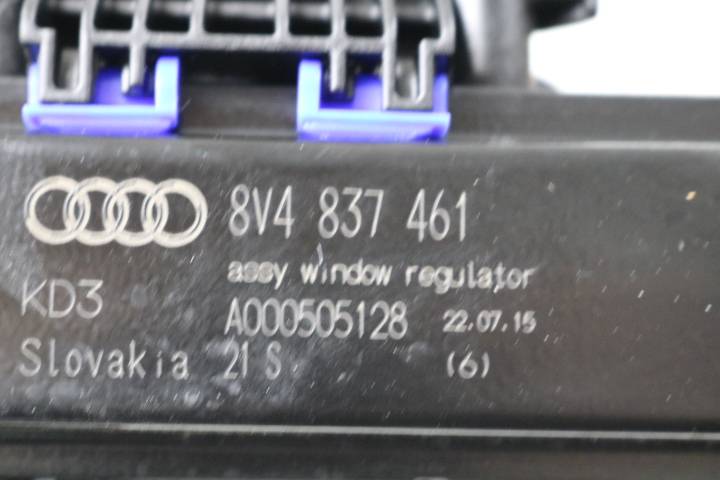 8V4 837 461
assy window regulator
KD3
A000505128 22.07.15
Slovakia 21 S (6)